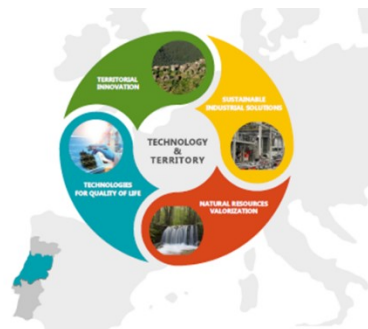 TERRITORIAL
INNOVATION
SUSTAINABLE
INDUSTRIAL SOLUTIONS
TECHNOLOGY
&
TERRITORY
TECHNOLOGIES
FOR QUALITY OF LIFE
NATURAL RESOURCES
VALORIZATION